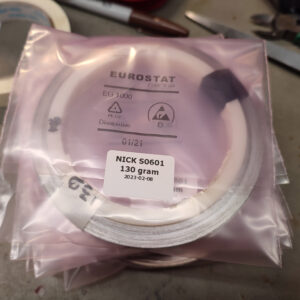 EUROSTAT
EG 1000
Dissipative
01/21
NICK S0601
130 gram
2023-02-08